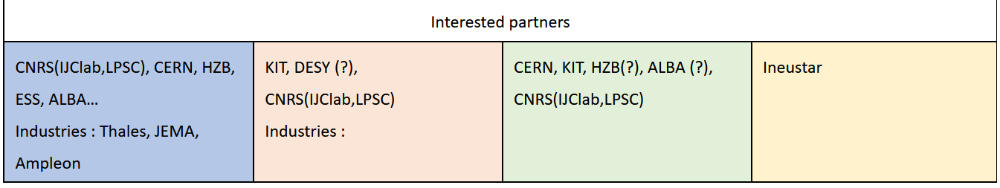 Interested partners
CNRS(IJClab,LPSC), CERN, HZB,
ESS, ALBA...
Industries : Thales, JEMA,
Ampleon
KIT, DESY (?),
CNRS(IJClab,LPSC)
Industries :
CERN, KIT, HZB(?), ALBA (?),
CNRS(IJClab,LPSC)
Ineustar